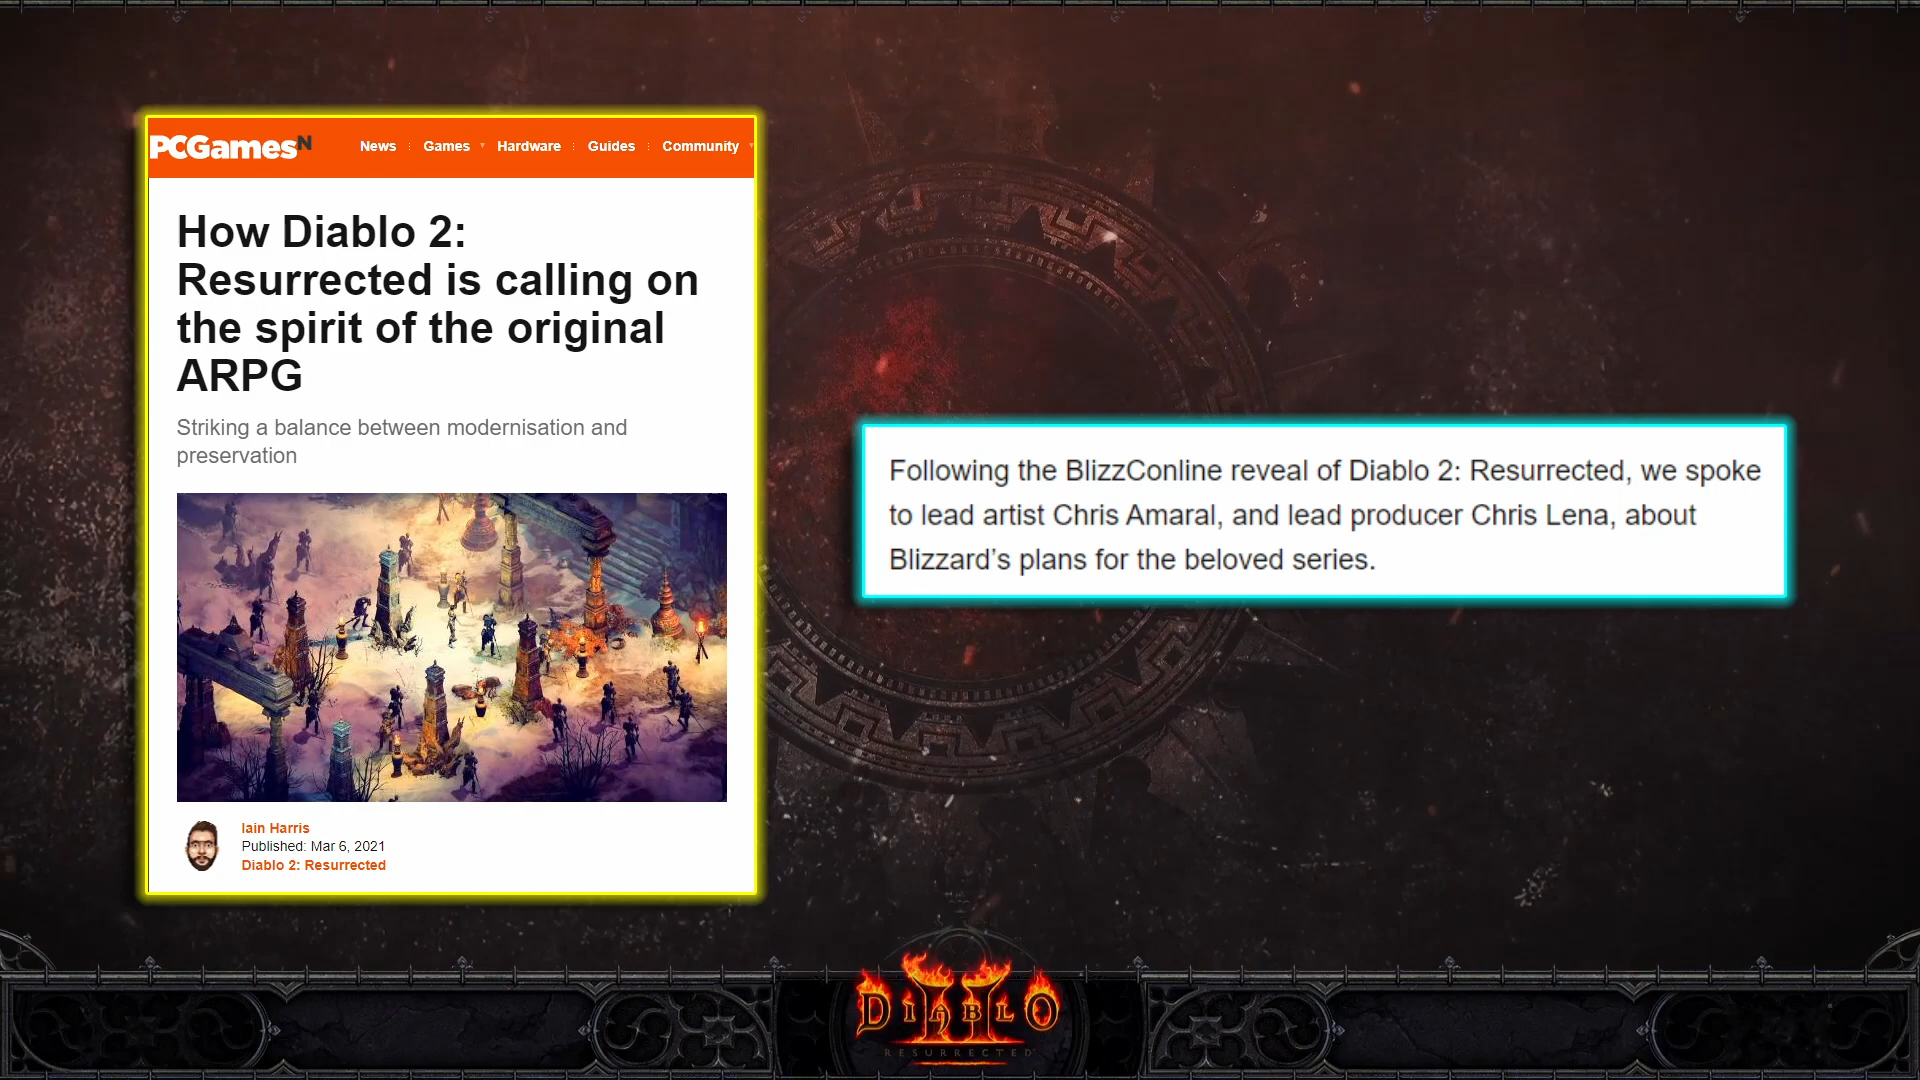 PCGamesN
News Games Hardware Guides Community
How Diablo 2:
Resurrected is calling on
the spirit of the original
ARPG
Striking a balance between modernisation and
preservation
Iain Harris
Published: Mar 6, 2021
Diablo 2: Resurrected
Following the BlizzConline reveal of Diablo 2: Resurrected, we spoke
to lead artist Chris Amaral, and lead producer Chris Lena, about
Blizzard's plans for the beloved series.
DIABLO II
RESURRECTED